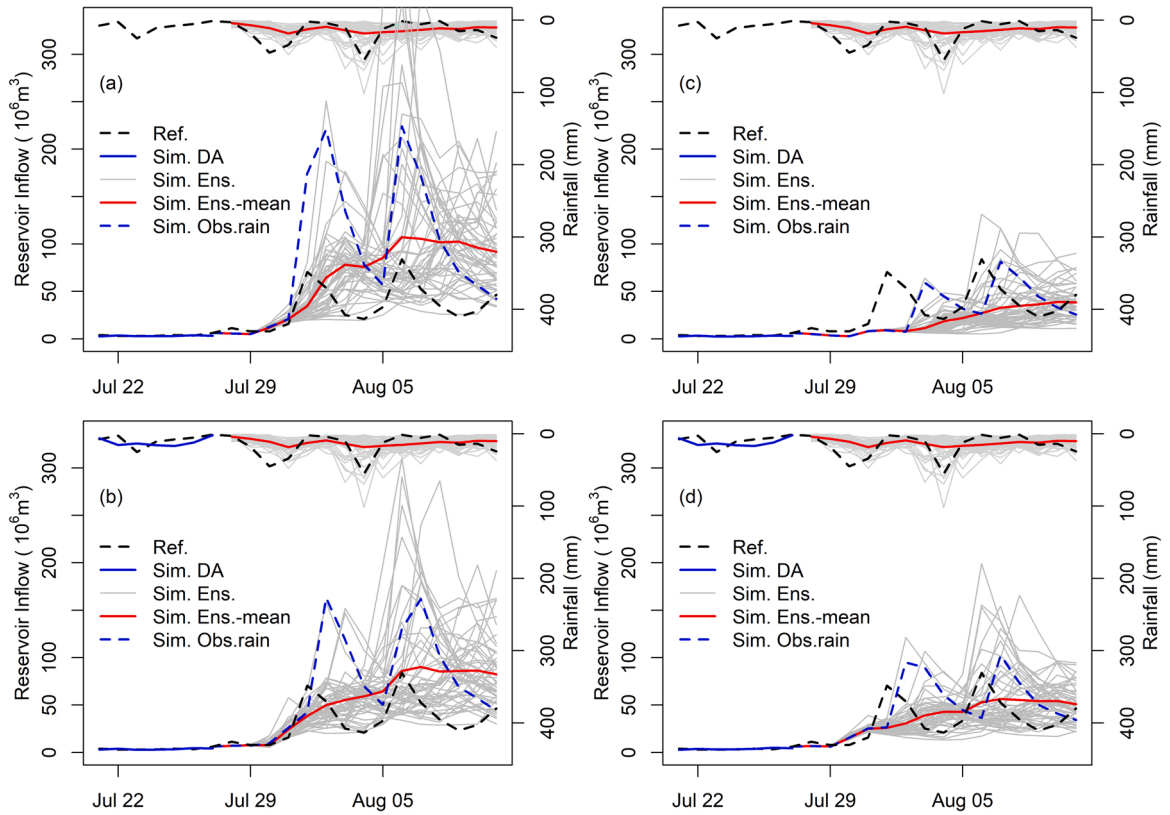 (a)
Reservoir Inflow ( 10⁶m³)
0 50 100 200 300
Rainfall (mm)
0 100 200 300 400
Ref.
Sim. DA
Sim. Ens.
Sim. Ens.-mean
Sim. Obs.rain
Jul 22 Jul 29 Aug 05
(c)
Reservoir Inflow ( 10⁶m³)
0 50 100 200 300
Rainfall (mm)
0 100 200 300 400
Ref.
Sim. DA
Sim. Ens.
Sim. Ens.-mean
Sim. Obs.rain
Jul 22 Jul 29 Aug 05
(b)
Reservoir Inflow ( 10⁶m³)
0 50 100 200 300
Rainfall (mm)
0 100 200 300 400
Ref.
Sim. DA
Sim. Ens.
Sim. Ens.-mean
Sim. Obs.rain
Jul 22 Jul 29 Aug 05
(d)
Reservoir Inflow ( 10⁶m³)
0 50 100 200 300
Rainfall (mm)
0 100 200 300 400
Ref.
Sim. DA
Sim. Ens.
Sim. Ens.-mean
Sim. Obs.rain
Jul 22 Jul 29 Aug 05